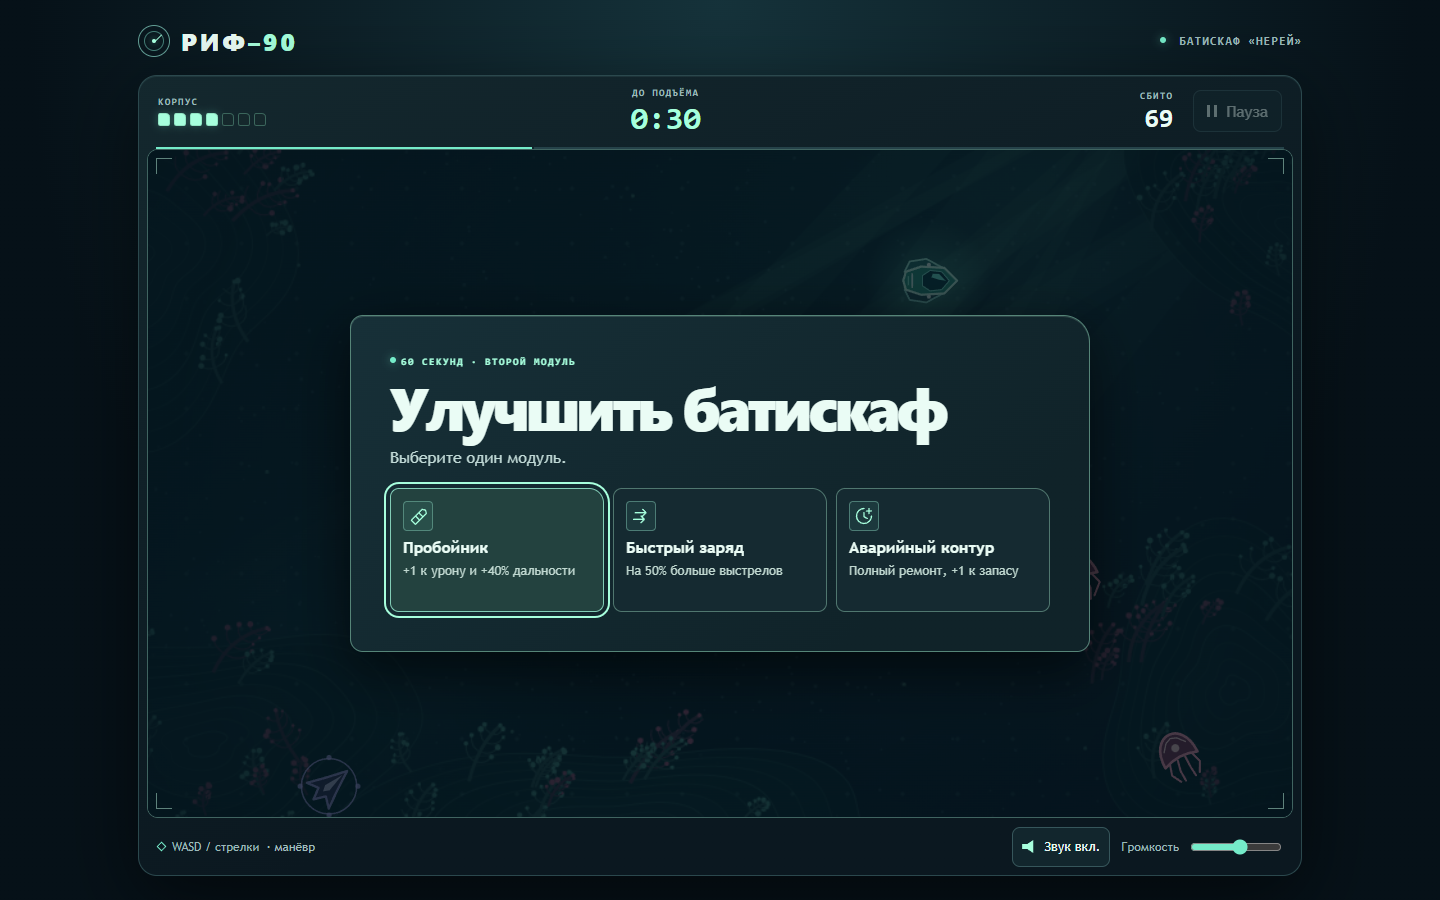 РИФ–90
БАТИСКАФ «НЕРЕЙ»
КОРПУС
ДО ПОДЪЁМА
0:30
СБИТО
69
Пауза
60 СЕКУНД · ВТОРОЙ МОДУЛЬ
Улучшить батискаф
Выберите один модуль.
Пробойник
+1 к урону и +40% дальности
Быстрый заряд
На 50% больше выстрелов
Аварийный контур
Полный ремонт, +1 к запасу
WASD / стрелки · манёвр
Звук вкл.
Громкость